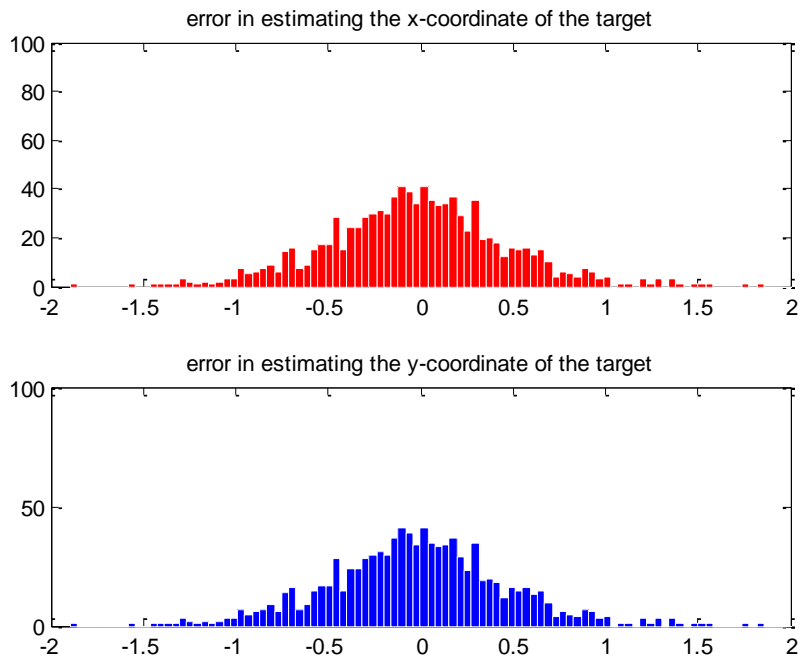 error in estimating the x-coordinate of the target
100
80
60
40
20
0
-2 -1.5 -1 -0.5 0 0.5 1 1.5 2
error in estimating the y-coordinate of the target
100
50
0
-2 -1.5 -1 -0.5 0 0.5 1 1.5 2